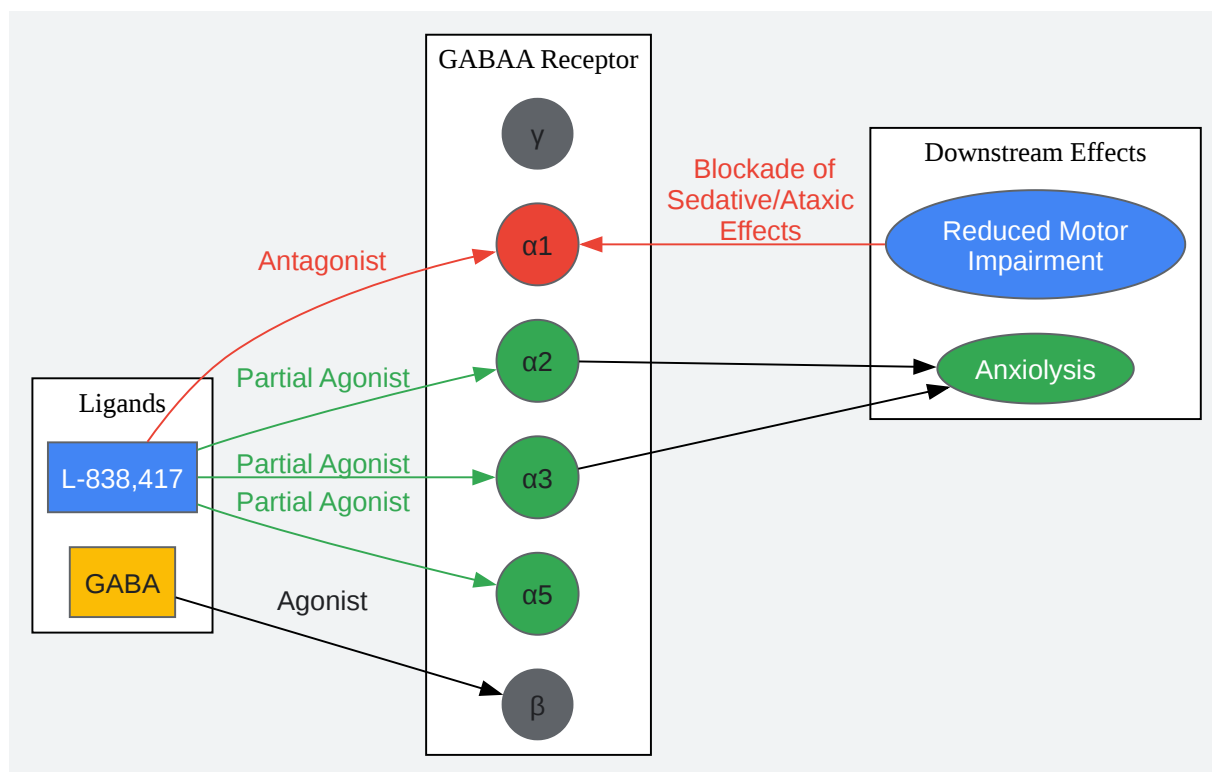 GABAA Receptor
γ
α1
α2
α3
α5
β
Ligands
L-838,417
GABA
Antagonist
Partial Agonist
Partial Agonist
Partial Agonist
Agonist
Blockade of
Sedative/Ataxic
Effects
Downstream Effects
Reduced Motor
Impairment
Anxiolysis